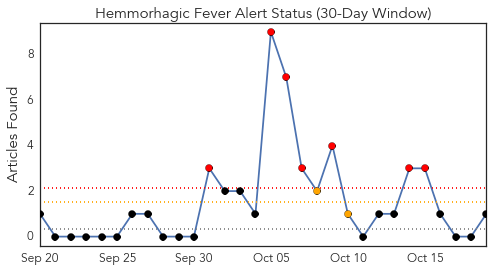 Hemmorhagic Fever Alert Status (30-Day Window)
Articles Found
8
6
4
2
0
Sep 20 Sep 25 Sep 30 Oct 05 Oct 10 Oct 15